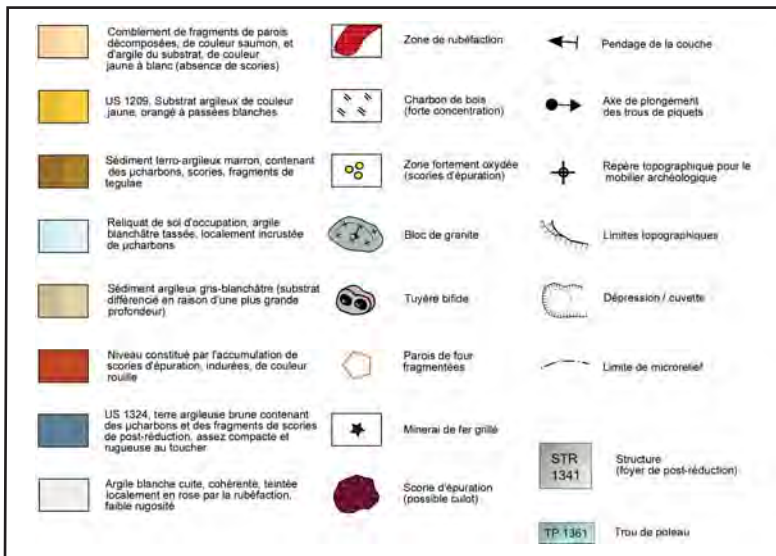 Comblement de fragments de parois
décomposées, de couleur saumon, et
d'argile du substrat, de couleur
jaune à blanc (absence de scories)
US 1209, Substrat argileux de couleur
jaune, orangé à passées blanches
Sédiment terro-argileux marron, contenant
des µcharbons, scories, fragments de
tegulae
Reliquat de sol d'occupation, argile
blanchâtre tassée, localement incrustée
de µcharbons
Sédiment argileux gris-blanchâtre (substrat
différencié en raison d'une plus grande
profondeur)
Niveau constitué par l'accumulation de
scories d'épuration, indurées, de couleur
rouille
US 1324, terre argileuse brune contenant
des µcharbons et des fragments de scories
de post-réduction, assez compacte et
rugueuse au toucher
Argile blanche cuite, cohérente, teintée
localement en rose par la rubéfaction,
faible rugosité
Zone de rubéfaction
Charbon de bois
(forte concentration)
Zone fortement oxydée
(scories d'épuration)
Bloc de granite
Tuyère bifide
Parois de four
fragmentées
Minerai de fer grillé
Scorie d'épuration
(possible culot)
Pendage de la couche
Axe de plongement
des trous de piquets
Repère topographique pour le
mobilier archéologique
Limites topographiques
Dépression / cuvette
Limite de microrelief
STR
1341
Structure
(foyer de post-réduction)
TP 1361
Trou de poteau